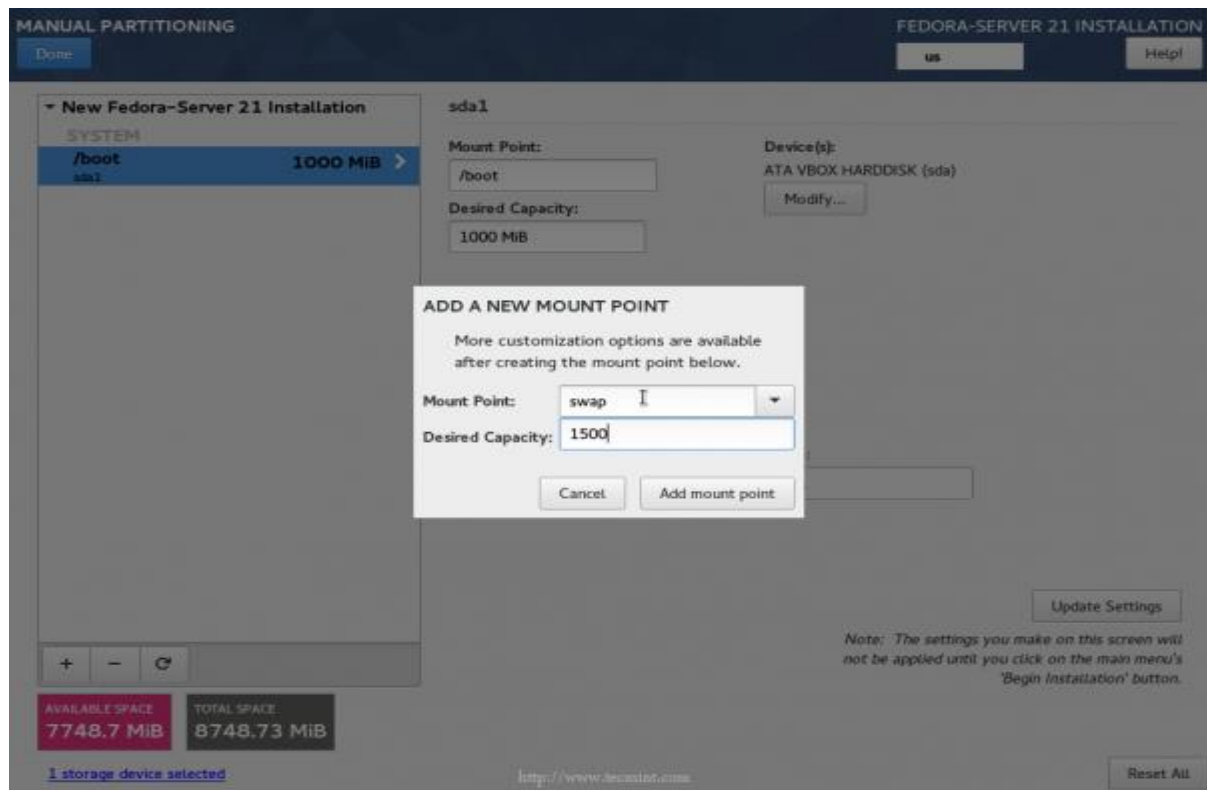 MANUAL PARTITIONING
FEDORA-SERVER 21 INSTALLATION
Done
us
Help!
New Fedora-Server 21 Installation
SYSTEM
/boot
1000 MiB
sda1
sda1
Mount Point:
/boot
Desired Capacity:
1000 MiB
Device(s):
ATA VBOX HARDDISK (sda)
Modify...
ADD A NEW MOUNT POINT
More customization options are available
after creating the mount point below.
Mount Point:
swap
Desired Capacity:
1500
Cancel
Add mount point
Update Settings
Note: The settings you make on this screen will
not be applied until you click on the main menu's
'Begin Installation' button.
+ −
AVAILABLE SPACE
7748.7 MiB
TOTAL SPACE
8748.73 MiB
1 storage device selected
http://www.tecmint.com
Reset All